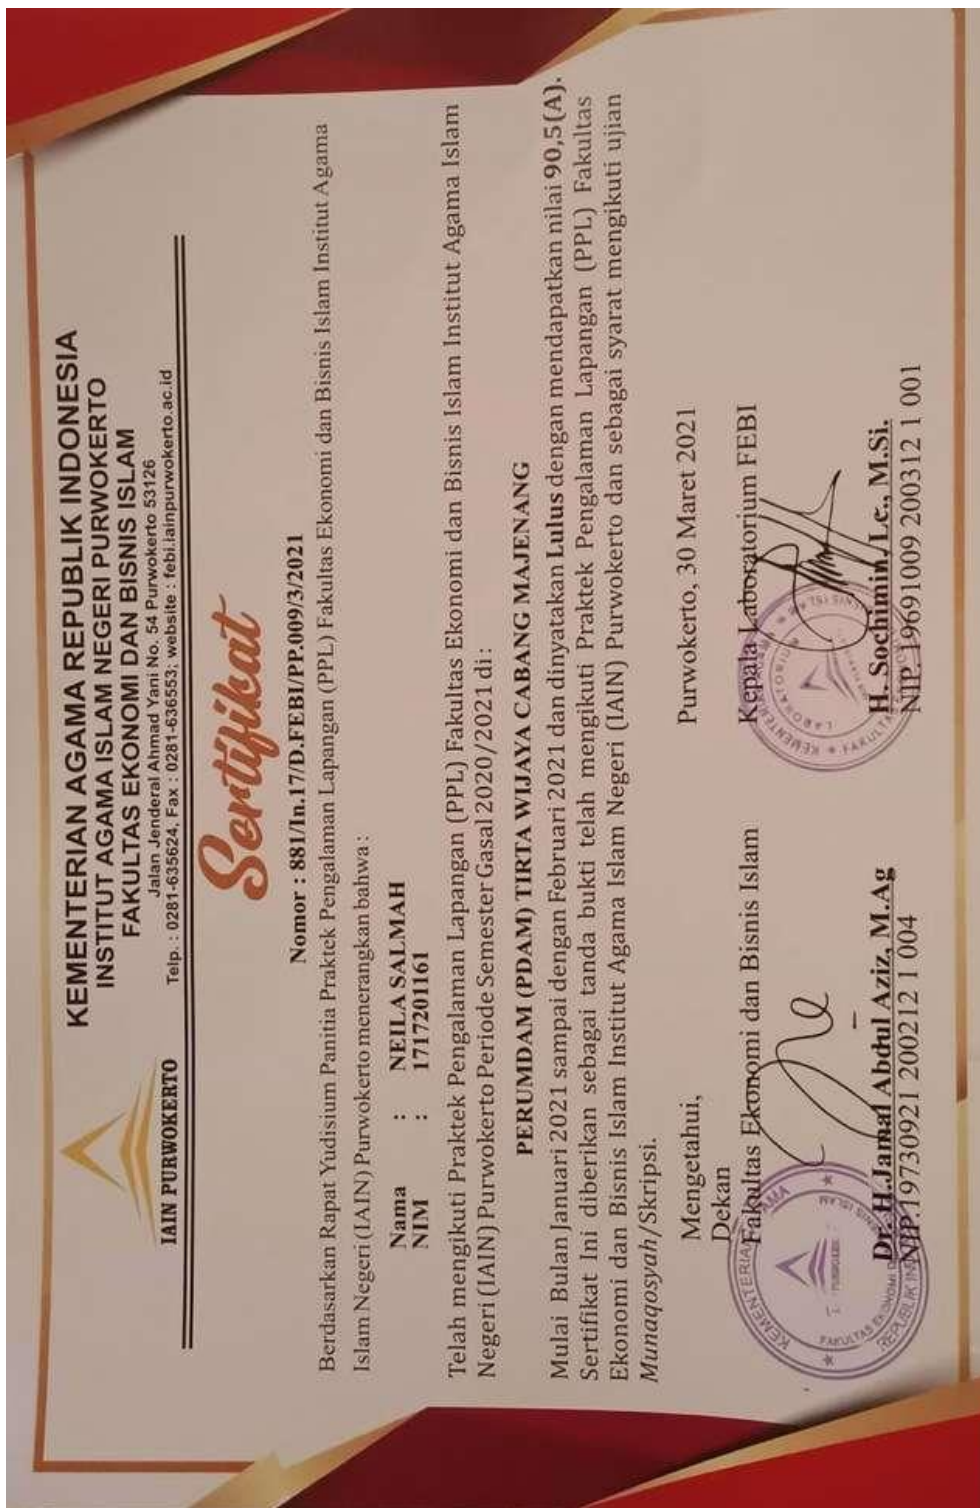 KEMENTERIAN AGAMA REPUBLIK INDONESIA
INSTITUT AGAMA ISLAM NEGERI PURWOKERTO
FAKULTAS EKONOMI DAN BISNIS ISLAM
Jalan Jenderal Ahmad Yani No. 54 Purwokerto 53126
Telp. : 0281-635624, Fax : 0281-636553; website : febi.iainpurwokerto.ac.id
IAIN PURWOKERTO
Sertifikat
Nomor : 881/In.17/D.FEBI/PP.009/3/2021
Berdasarkan Rapat Yudisium Panitia Praktek Pengalaman Lapangan (PPL) Fakultas Ekonomi dan Bisnis Islam Institut Agama
Islam Negeri (IAIN) Purwokerto menerangkan bahwa :
Nama : NEILA SALMAH
NIM : 1717201161
Telah mengikuti Praktek Pengalaman Lapangan (PPL) Fakultas Ekonomi dan Bisnis Islam Institut Agama Islam
Negeri (IAIN) Purwokerto Periode Semester Gasal 2020/2021 di :
PERUMDAM (PDAM) TIRTA WIJAYA CABANG MAJENANG
Mulai Bulan Januari 2021 sampai dengan Februari 2021 dan dinyatakan Lulus dengan mendapatkan nilai 90,5 (A).
Sertifikat Ini diberikan sebagai tanda bukti telah mengikuti Praktek Pengalaman Lapangan (PPL) Fakultas
Ekonomi dan Bisnis Islam Institut Agama Islam Negeri (IAIN) Purwokerto dan sebagai syarat mengikuti ujian
Munaqosyah/Skripsi.
Purwokerto, 30 Maret 2021
Mengetahui,
Dekan
Fakultas Ekonomi dan Bisnis Islam
Dr. H.Jamal Abdul Aziz, M.Ag
NIP.19730921 200212 1 004
Kepala Laboratorium FEBI
H. Sochimin, Lc., M.Si.
NIP.19691009 200312 1 001
KEMENTERIAN AGAMA
FAKULTAS EKONOMI
REPUBLIK
KEMENTERIAN
LABORATORIUM
FAKULTAS